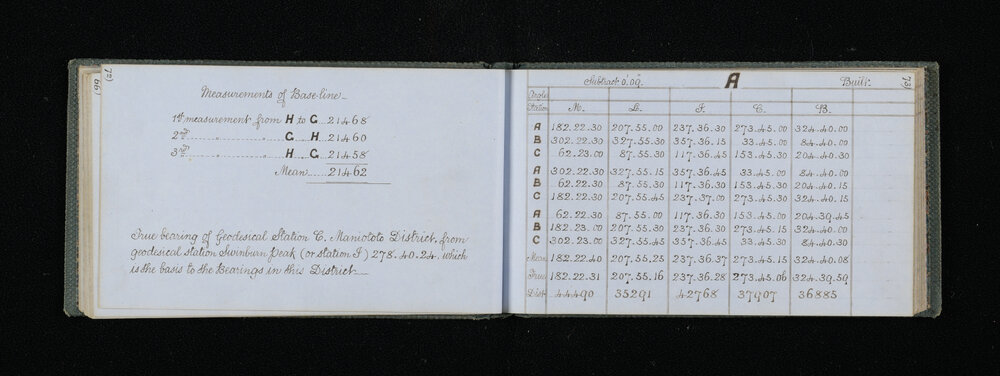 72)
66)
Measurements of Base-line
1st measurement from H to G 21468
2nd " G H 21460
3rd " H G 21458
Mean 21462
True bearing of Geodesical Station C. Maniototo District, from
geodesical station Swinburn Peak (or station I) 278.40.24. which
is the basis to the Bearings in this District
Subtract 0'.09" A Built. 73)
Angle
Station M. L. I. C. B.
A 182.22.30 207.55.00 237.36.30 273.45.00 324.40.00
B 302.22.30 327.55.30 357.36.15 33.45.00 84.40.00
C 62.23.00 87.55.30 117.36.45 153.45.30 204.40.30
A 302.22.30 327.55.15 357.36.45 33.45.00 84.40.00
B 62.22.30 87.55.30 117.36.30 153.45.30 204.40.15
C 182.22.30 207.55.45 237.37.00 273.45.30 324.40.15
A 62.22.30 87.55.00 117.36.30 153.45.00 204.39.45
B 182.23.00 207.55.30 237.36.30 273.45.15 324.40.00
C 302.23.00 327.55.45 357.36.45 33.45.30 84.40.30
Mean 182.22.40 207.55.25 237.36.37 273.45.15 324.40.08
True 182.22.31 207.55.16 237.36.28 273.45.06 324.39.59
Dist 44490 35291 42768 37907 36885